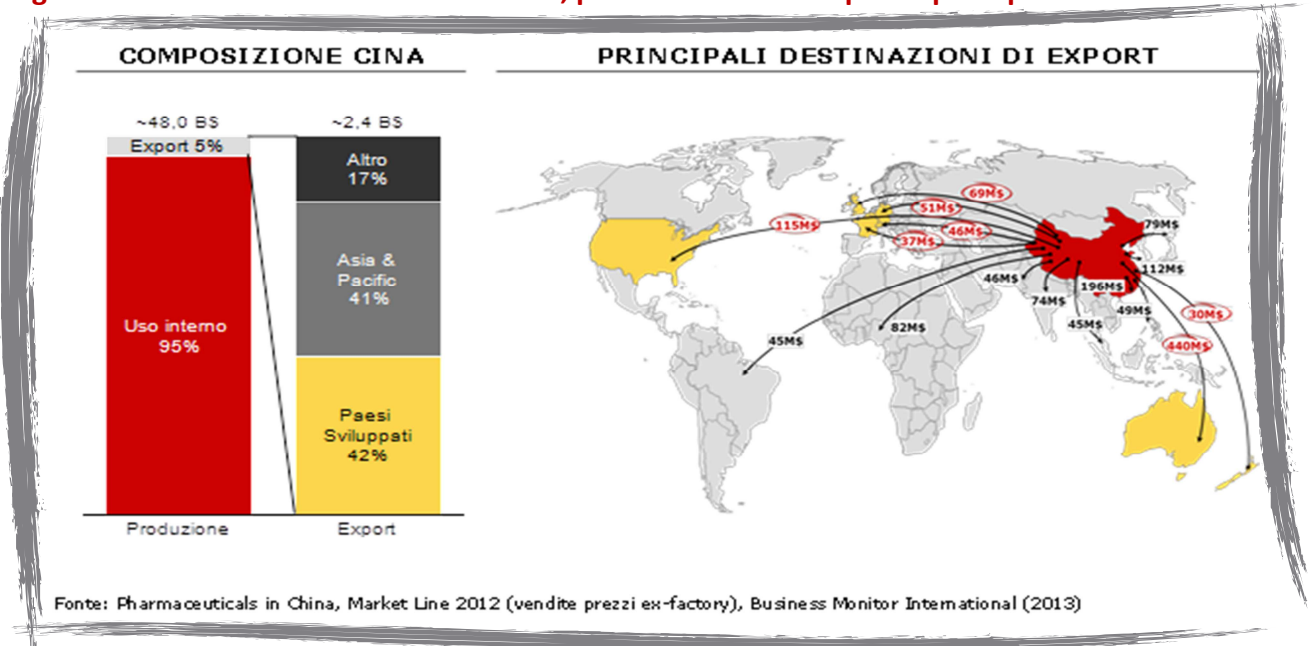 COMPOSIZIONE CINA
~48,0 B$
Export 5%
Uso interno
95%
Produzione
~2,4 B$
Altro
17%
Asia &
Pacific
41%
Paesi
Sviluppati
42%
Export
PRINCIPALI DESTINAZIONI DI EXPORT
69M$
51M$
115M$
46M$
37M$
79M$
112M$
46M$
196M$
74M$
49M$
45M$
30M$
440M$
82M$
45M$
Fonte: Pharmaceuticals in China, Market Line 2012 (vendite prezzi ex-factory), Business Monitor International (2013)